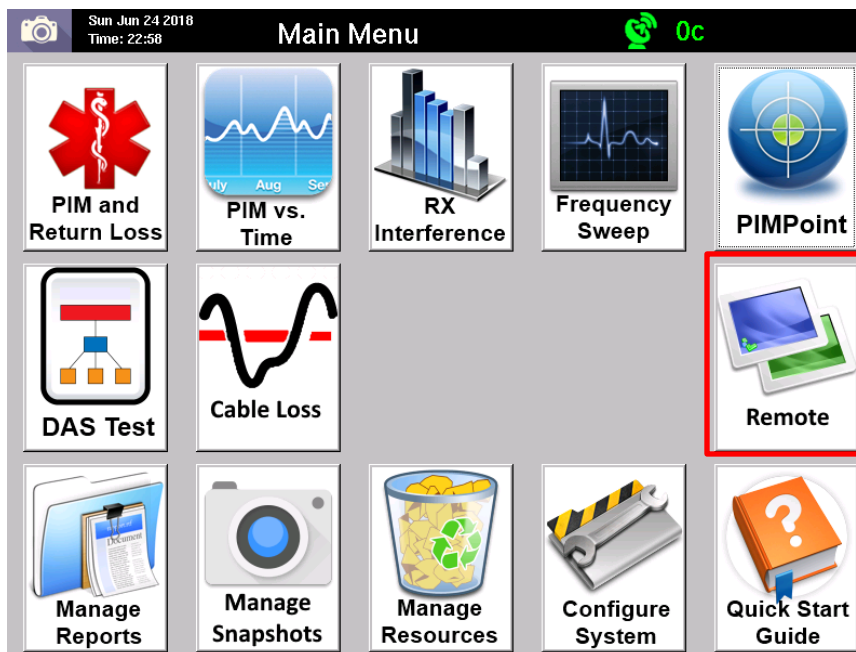 Sun Jun 24 2018
Time: 22:58
Main Menu
0c
PIM and
Return Loss
July Aug Se
PIM vs.
Time
RX
Interference
Frequency
Sweep
PIMPoint
DAS Test
Cable Loss
Remote
Document
Manage
Reports
Manage
Snapshots
Manage
Resources
Configure
System
Quick Start
Guide